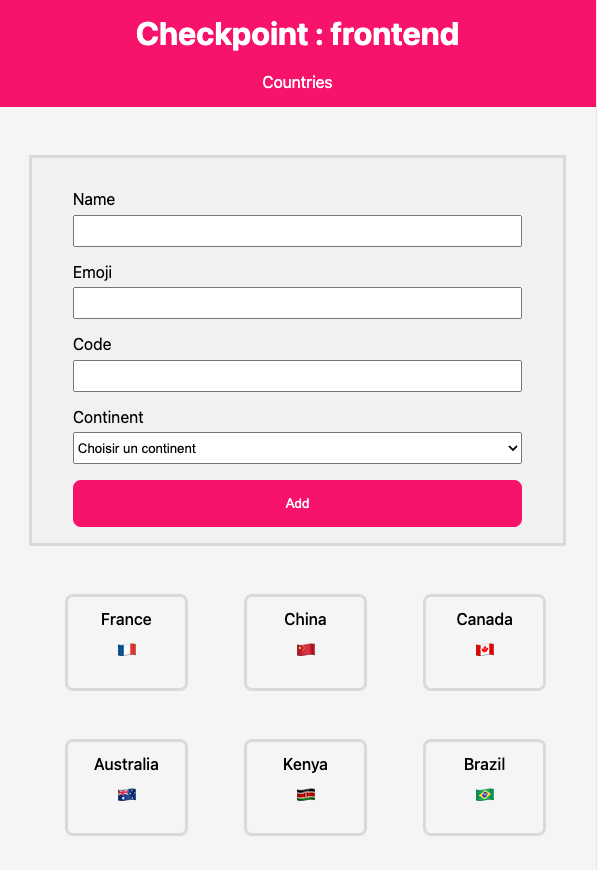 Checkpoint : frontend
Countries
Name
Emoji
Code
Continent
Choisir un continent
Add
France China Canada
Australia Kenya Brazil